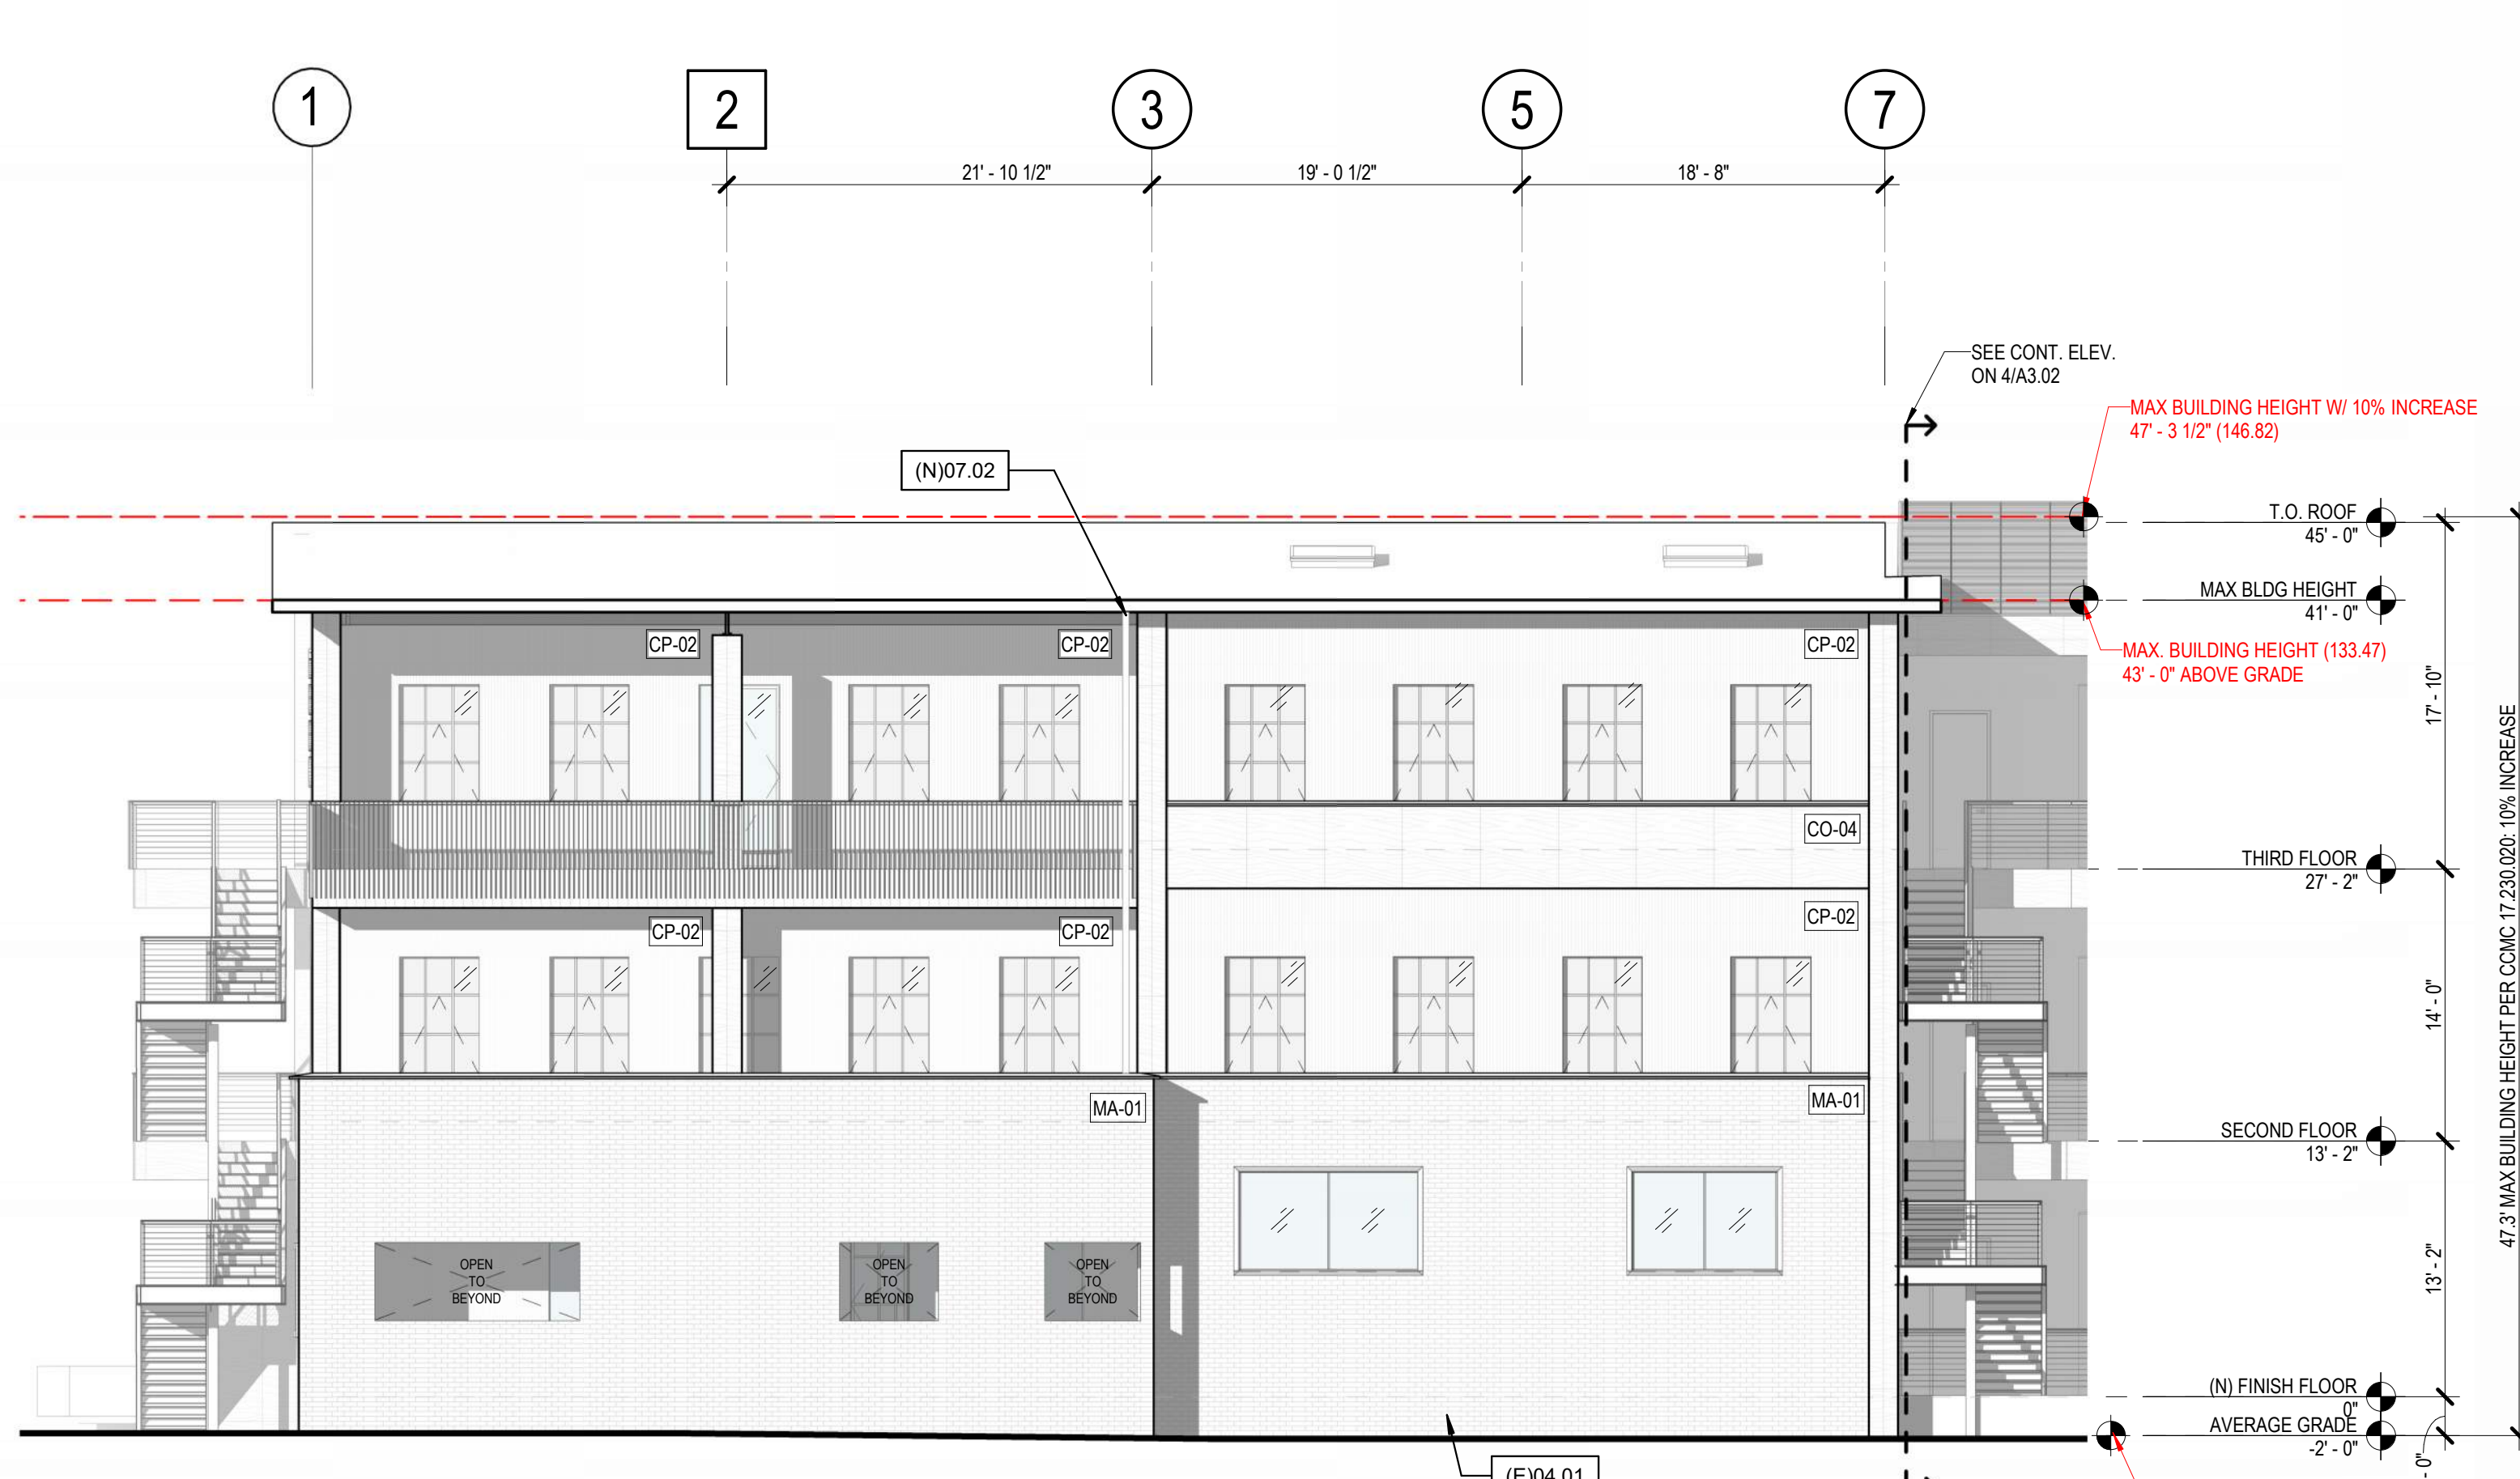 1
2
3
5
7
21' - 10 1/2"
19' - 0 1/2"
18' - 8"
SEE CONT. ELEV.
ON 4/A3.02
MAX BUILDING HEIGHT W/ 10% INCREASE
47' - 3 1/2" (146.82)
(N)07.02
T.O. ROOF
45' - 0"
MAX BLDG HEIGHT
41' - 0"
MAX. BUILDING HEIGHT (133.47)
43' - 0" ABOVE GRADE
CP-02
CP-02
CP-02
17' - 10"
47.3' MAX BUILDING HEIGHT PER CCMC 17.230.020: 10% INCREASE
CO-04
THIRD FLOOR
27' - 2"
CP-02
CP-02
CP-02
14' - 0"
MA-01
MA-01
SECOND FLOOR
13' - 2"
OPEN
TO
BEYOND
OPEN
TO
BEYOND
OPEN
TO
BEYOND
13' - 2"
(N) FINISH FLOOR
0"
AVERAGE GRADE
-2' - 0"
- 0"
(E)04.01